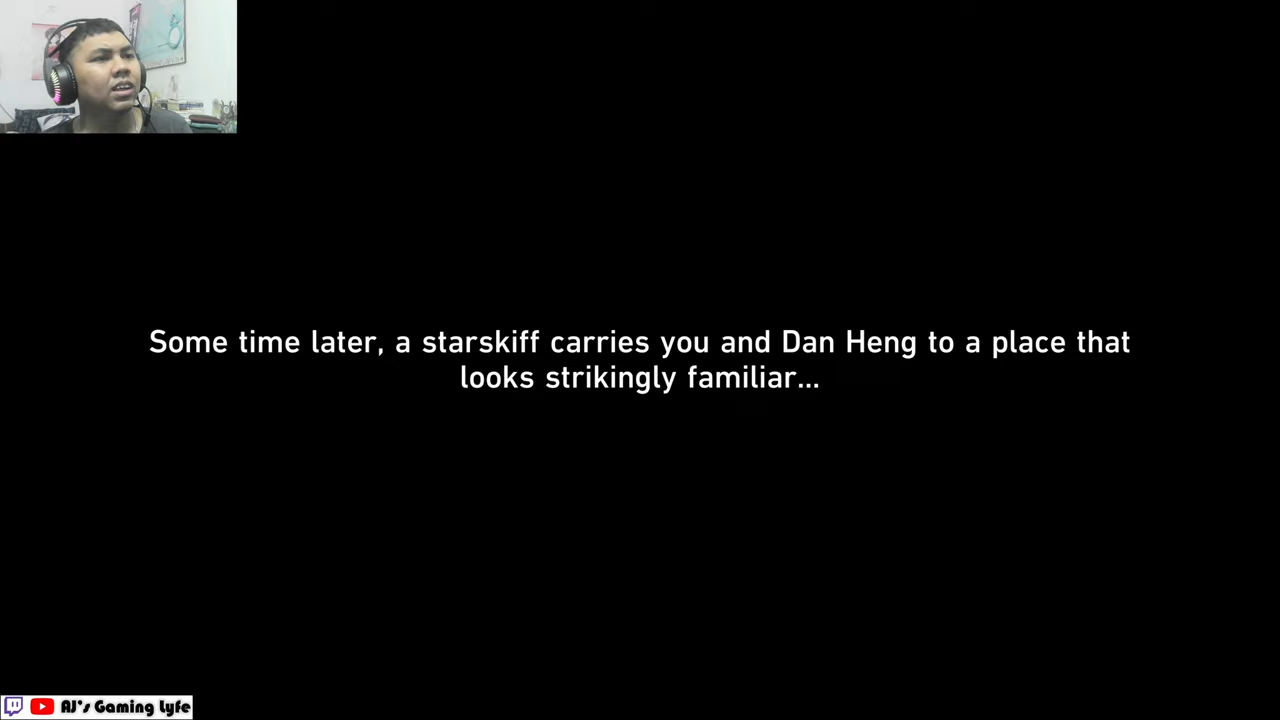 Some time later, a starskiff carries you and Dan Heng to a place that
looks strikingly familiar...
AJ's Gaming Lyfe